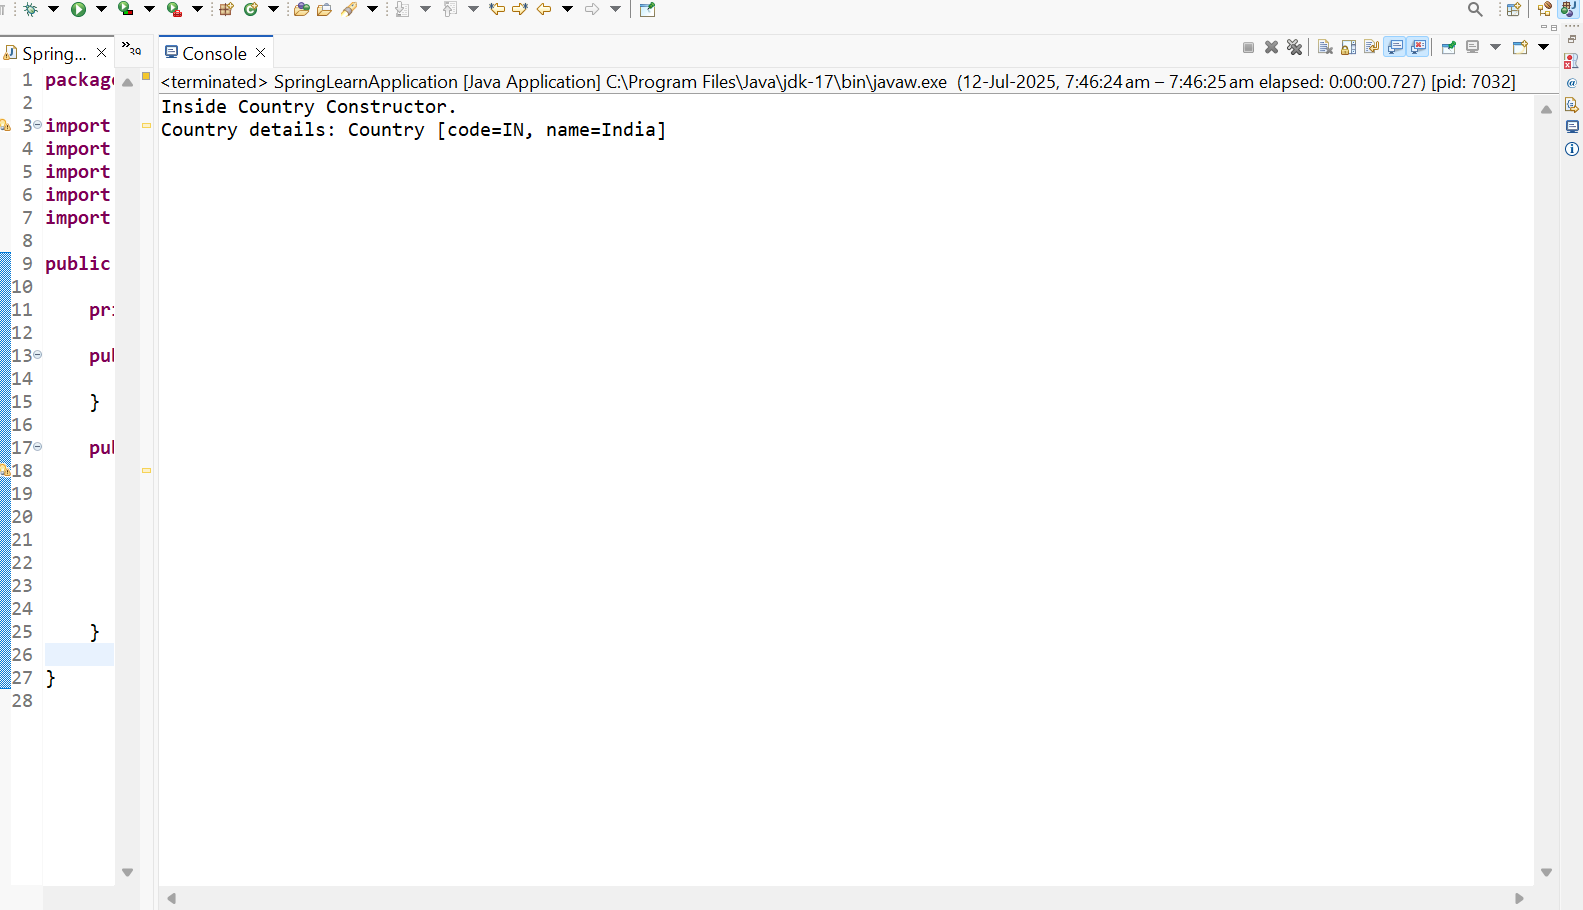 Spring...
39
Console
<terminated> SpringLearnApplication [Java Application] C:\Program Files\Java\jdk-17\bin\javaw.exe (12-Jul-2025, 7:46:24 am – 7:46:25 am elapsed: 0:00:00.727) [pid: 7032]
1 package
2
3 import
4 import
5 import
6 import
7 import
8
9 public
10
11 pri
12
13 pul
14
15 }
16
17 pul
18
19
20
21
22
23
24
25 }
26
27 }
28
Inside Country Constructor.
Country details: Country [code=IN, name=India]